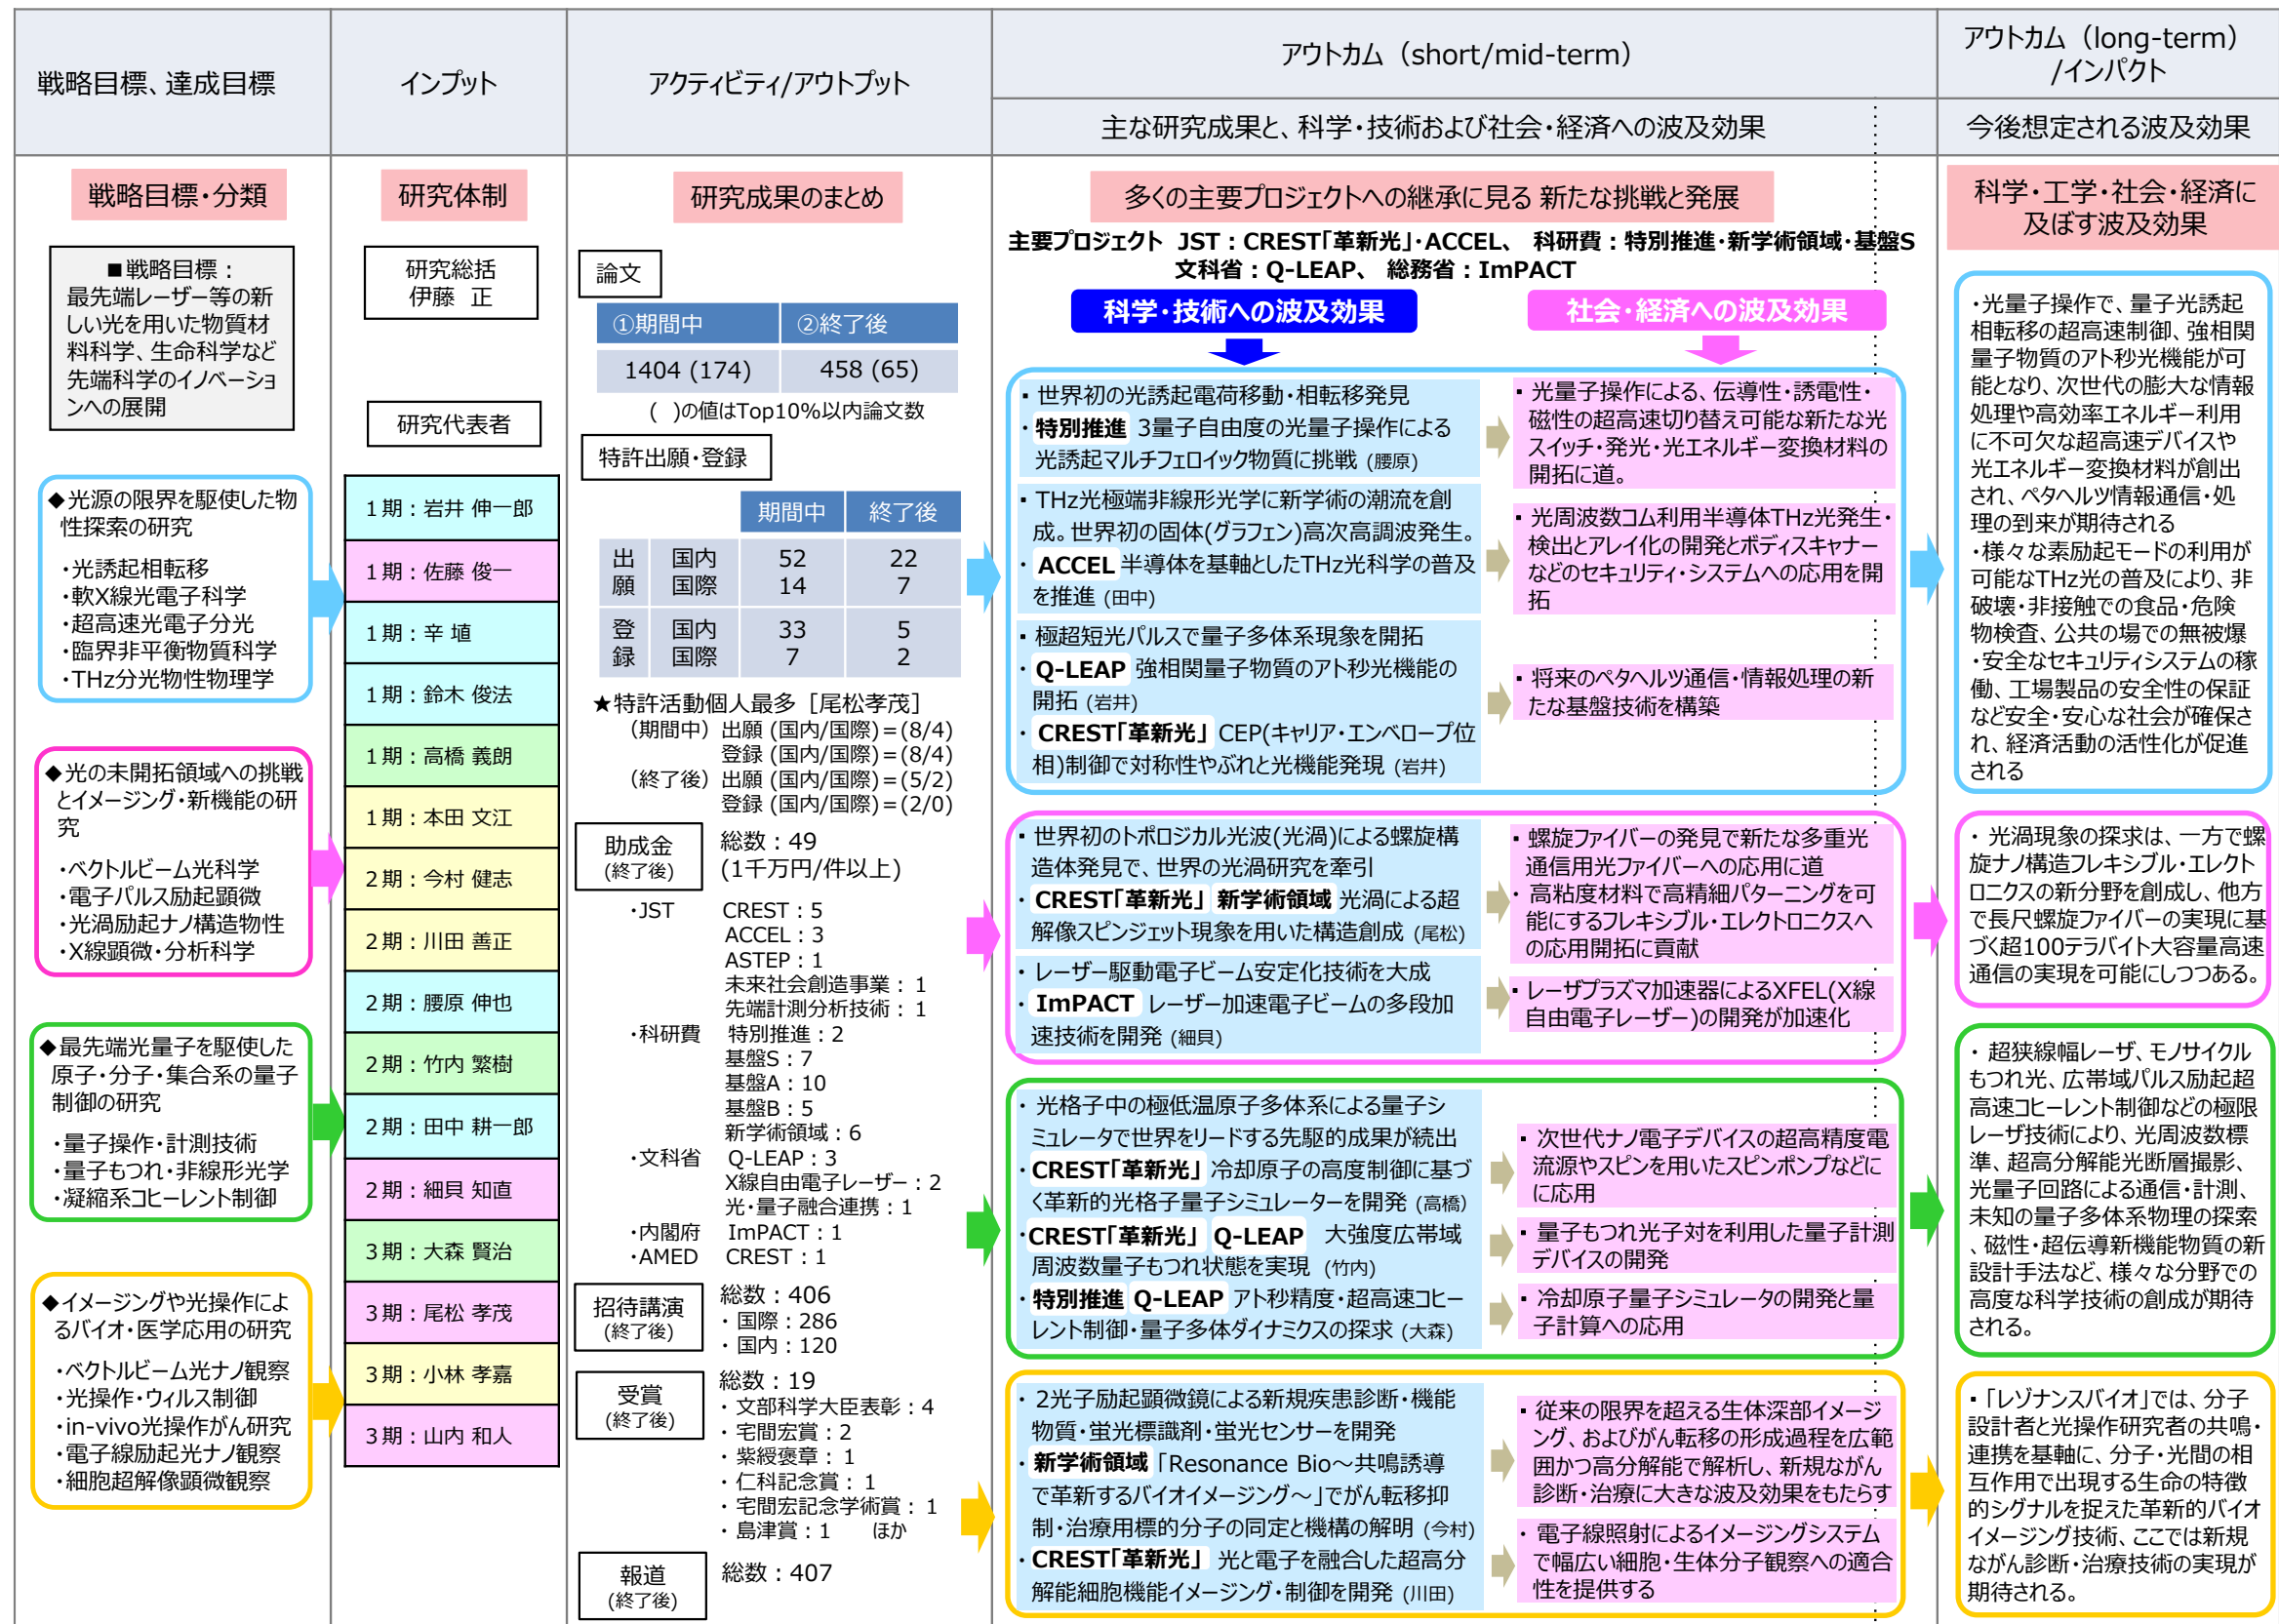 戦略目標、達成目標
インプット
アクティビティ/アウトプット
アウトカム（short/mid-term）
アウトカム（long-term）
/インパクト
主な研究成果と、科学・技術および社会・経済への波及効果
今後想定される波及効果
戦略目標・分類
■戦略目標：
最先端レーザー等の新
しい光を用いた物質材
料科学、生命科学など
先端科学のイノベーショ
ンへの展開
◆光源の限界を駆使した物
性探索の研究
・光誘起相転移
・軟X線光電子科学
・超高速光電子分光
・臨界非平衡物質科学
・THz分光物性物理学
◆光の未開拓領域への挑戦
とイメージング・新機能の研
究
・ベクトルビーム光科学
・電子パルス励起顕微
・光渦励起ナノ構造物性
・X線顕微・分析科学
◆最先端光量子を駆使した
原子・分子・集合系の量子
制御の研究
・量子操作・計測技術
・量子もつれ・非線形光学
・凝縮系コヒーレント制御
◆イメージングや光操作によ
るバイオ・医学応用の研究
・ベクトルビーム光ナノ観察
・光操作・ウィルス制御
・in-vivo光操作がん研究
・電子線励起光ナノ観察
・細胞超解像顕微観察
研究体制
研究総括
伊藤 正
研究代表者
1期：岩井 伸一郎
1期：佐藤 俊一
1期：辛 埴
1期：鈴木 俊法
1期：高橋 義朗
1期：本田 文江
2期：今村 健志
2期：川田 善正
2期：腰原 伸也
2期：竹内 繁樹
2期：田中 耕一郎
2期：細貝 知直
3期：大森 賢治
3期：尾松 孝茂
3期：小林 孝嘉
3期：山内 和人
研究成果のまとめ
論文
①期間中 ②終了後
1404 (174) 458 (65)
( )の値はTop10%以内論文数
特許出願・登録
期間中 終了後
出 国内 52 22
願 国際 14 7
登 国内 33 5
録 国際 7 2
★特許活動個人最多［尾松孝茂］
（期間中）出願 (国内/国際)＝(8/4)
登録 (国内/国際)＝(8/4)
（終了後）出願 (国内/国際)＝(5/2)
登録 (国内/国際)＝(2/0)
助成金
(終了後)
総数：49
(1千万円/件以上)
・JST CREST：5
ACCEL：3
ASTEP：1
未来社会創造事業：1
先端計測分析技術：1
・科研費 特別推進：2
基盤S：7
基盤A：10
基盤B：5
新学術領域：6
・文科省 Q-LEAP：3
X線自由電子レーザー：2
光・量子融合連携：1
・内閣府 ImPACT：1
・AMED CREST：1
招待講演
(終了後)
総数：406
・国際：286
・国内：120
受賞
(終了後)
総数：19
・文部科学大臣表彰：4
・宅間宏賞：2
・紫綬褒章：1
・仁科記念賞：1
・宅間宏記念学術賞：1
・島津賞：1 ほか
報道
(終了後)
総数：407
多くの主要プロジェクトへの継承に見る 新たな挑戦と発展
主要プロジェクト JST：CREST「革新光」・ACCEL、 科研費：特別推進・新学術領域・基盤S
文科省：Q-LEAP、 総務省：ImPACT
科学・技術への波及効果
社会・経済への波及効果
▪ 世界初の光誘起電荷移動・相転移発見
・特別推進 3量子自由度の光量子操作による
光誘起マルチフェロイック物質に挑戦 (腰原)
▪ THz光極端非線形光学に新学術の潮流を創
成。世界初の固体(グラフェン)高次高調波発生。
・ACCEL 半導体を基軸としたTHz光科学の普及
を推進 (田中)
▪ 極超短光パルスで量子多体系現象を開拓
・Q-LEAP 強相関量子物質のアト秒光機能の
開拓 (岩井)
・CREST「革新光」 CEP(キャリア・エンベロープ位
相)制御で対称性やぶれと光機能発現 (岩井)
▪ 光量子操作による、伝導性・誘電性・
磁性の超高速切り替え可能な新たな光
スイッチ・発光・光エネルギー変換材料の
開拓に道。
▪ 光周波数コム利用半導体THz光発生・
検出とアレイ化の開発とボディスキャナー
などのセキュリティ・システムへの応用を開
拓
▪ 将来のペタヘルツ通信・情報処理の新
たな基盤技術を構築
▪ 世界初のトポロジカル光波(光渦)による螺旋構
造体発見で、世界の光渦研究を牽引
・CREST「革新光」 新学術領域 光渦による超
解像スピンジェット現象を用いた構造創成 (尾松)
▪ レーザー駆動電子ビーム安定化技術を大成
・ImPACT レーザー加速電子ビームの多段加
速技術を開発 (細貝)
▪ 螺旋ファイバーの発見で新たな多重光
通信用光ファイバーへの応用に道
▪ 高粘度材料で高精細パターニングを可
能にするフレキシブル・エレクトロニクスへ
の応用開拓に貢献
▪ レーザプラズマ加速器によるXFEL(X線
自由電子レーザー)の開発が加速化
・ 光格子中の極低温原子多体系による量子シ
ミュレータで世界をリードする先駆的成果が続出
・CREST「革新光」 冷却原子の高度制御に基づ
く革新的光格子量子シミュレーターを開発 (高橋)
・CREST「革新光」 Q-LEAP 大強度広帯域
周波数量子もつれ状態を実現 (竹内)
・特別推進 Q-LEAP アト秒精度・超高速コヒー
レント制御・量子多体ダイナミクスの探求 (大森)
▪ 次世代ナノ電子デバイスの超高精度電
流源やスピンを用いたスピンポンプなどに
に応用
▪ 量子もつれ光子対を利用した量子計測
デバイスの開発
▪ 冷却原子量子シミュレータの開発と量
子計算への応用
・ 2光子励起顕微鏡による新規疾患診断・機能
物質・蛍光標識剤・蛍光センサーを開発
・新学術領域「Resonance Bio～共鳴誘導
で革新するバイオイメージング～」でがん転移抑
制・治療用標的分子の同定と機構の解明 (今村)
・CREST「革新光」 光と電子を融合した超高分
解能細胞機能イメージング・制御を開発 (川田)
▪ 従来の限界を超える生体深部イメージ
ング、およびがん転移の形成過程を広範
囲かつ高分解能で解析し、新規ながん
診断・治療に大きな波及効果をもたらす
▪ 電子線照射によるイメージングシステム
で幅広い細胞・生体分子観察への適合
性を提供する
科学・工学・社会・経済に
及ぼす波及効果
・光量子操作で、量子光誘起
相転移の超高速制御、強相関
量子物質のアト秒光機能が可
能となり、次世代の膨大な情報
処理や高効率エネルギー利用
に不可欠な超高速デバイスや
光エネルギー変換材料が創出
され、ペタヘルツ情報通信・処
理の到来が期待される
・様々な素励起モードの利用が
可能なTHz光の普及により、非
破壊・非接触での食品・危険
物検査、公共の場での無被爆
・安全なセキュリティシステムの稼
働、工場製品の安全性の保証
など安全・安心な社会が確保さ
れ、経済活動の活性化が促進
される
・ 光渦現象の探求は、一方で螺
旋ナノ構造フレキシブル・エレクト
ロニクスの新分野を創成し、他方
で長尺螺旋ファイバーの実現に基
づく超100テラバイト大容量高速
通信の実現を可能にしつつある。
・ 超狭線幅レーザ、モノサイクル
もつれ光、広帯域パルス励起超
高速コヒーレント制御などの極限
レーザ技術により、光周波数標
準、超高分解能光断層撮影、
光量子回路による通信・計測、
未知の量子多体系物理の探索
、磁性・超伝導新機能物質の新
設計手法など、様々な分野での
高度な科学技術の創成が期待
される。
▪「レゾナンスバイオ」では、分子
設計者と光操作研究者の共鳴・
連携を基軸に、分子・光間の相
互作用で出現する生命の特徴
的シグナルを捉えた革新的バイオ
イメージング技術、ここでは新規
ながん診断・治療技術の実現が
期待される。